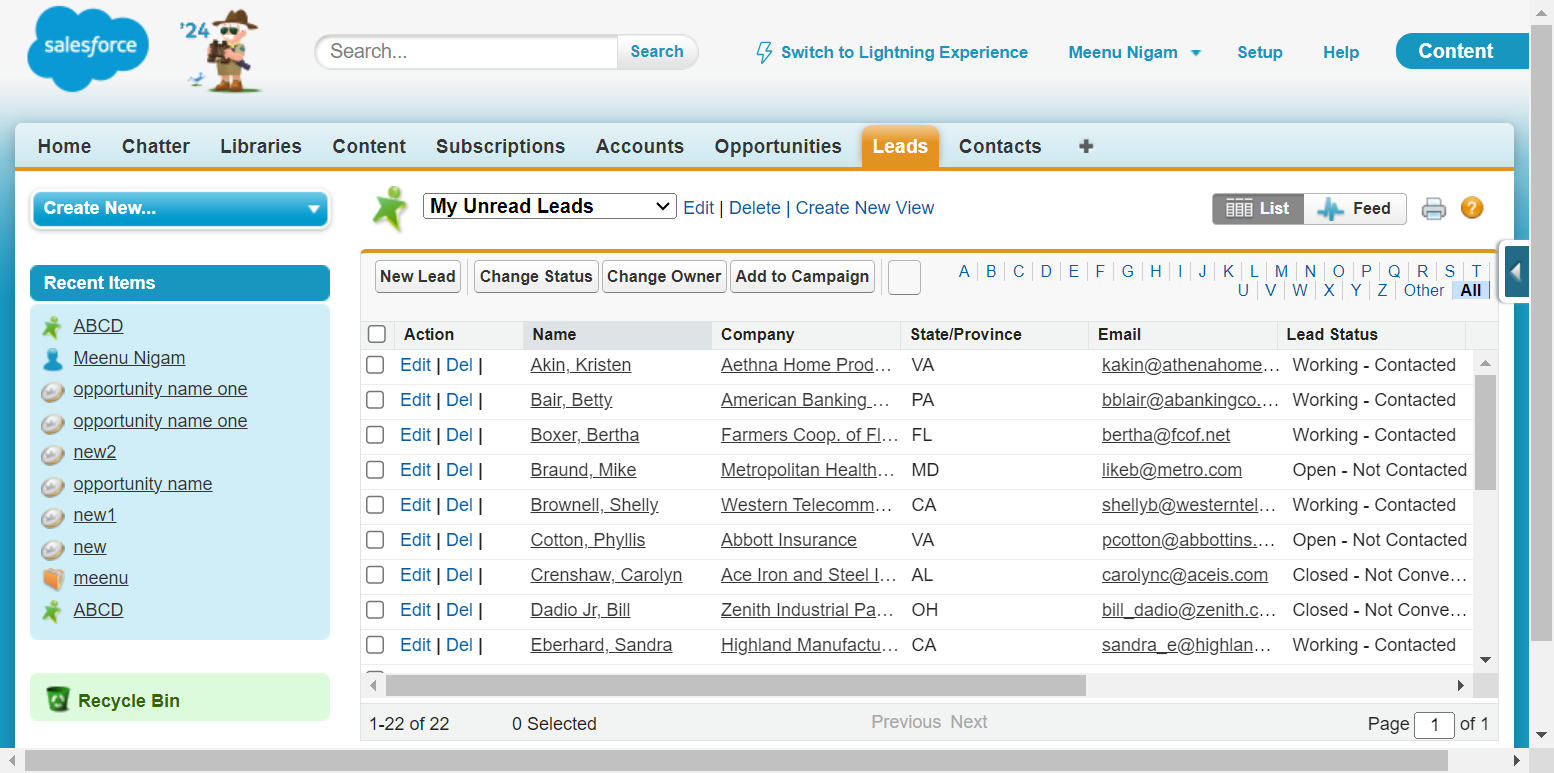 salesforce
'24
Search... Search
Switch to Lightning Experience Meenu Nigam Setup Help Content
Home Chatter Libraries Content Subscriptions Accounts Opportunities Leads Contacts +
Create New...
Recent Items
ABCD
Meenu Nigam
opportunity name one
opportunity name one
new2
opportunity name
new1
new
meenu
ABCD
Recycle Bin
My Unread Leads Edit | Delete | Create New View List Feed ?
New Lead Change Status Change Owner Add to Campaign
A B C D E F G H I J K L M N O P Q R S T
U V W X Y Z Other All
Action Name Company State/Province Email Lead Status
Edit | Del | Akin, Kristen Aethna Home Prod... VA kakin@athenahome... Working - Contacted
Edit | Del | Bair, Betty American Banking ... PA bblair@abankingco.... Working - Contacted
Edit | Del | Boxer, Bertha Farmers Coop. of Fl... FL bertha@fcof.net Working - Contacted
Edit | Del | Braund, Mike Metropolitan Health... MD likeb@metro.com Open - Not Contacted
Edit | Del | Brownell, Shelly Western Telecomm... CA shellyb@westerntel... Working - Contacted
Edit | Del | Cotton, Phyllis Abbott Insurance VA pcotton@abbottins.... Open - Not Contacted
Edit | Del | Crenshaw, Carolyn Ace Iron and Steel I... AL carolync@aceis.com Closed - Not Conve...
Edit | Del | Dadio Jr, Bill Zenith Industrial Pa... OH bill_dadio@zenith.c... Closed - Not Conve...
Edit | Del | Eberhard, Sandra Highland Manufactu... CA sandra_e@highlan... Working - Contacted
1-22 of 22 0 Selected Previous Next Page 1 of 1